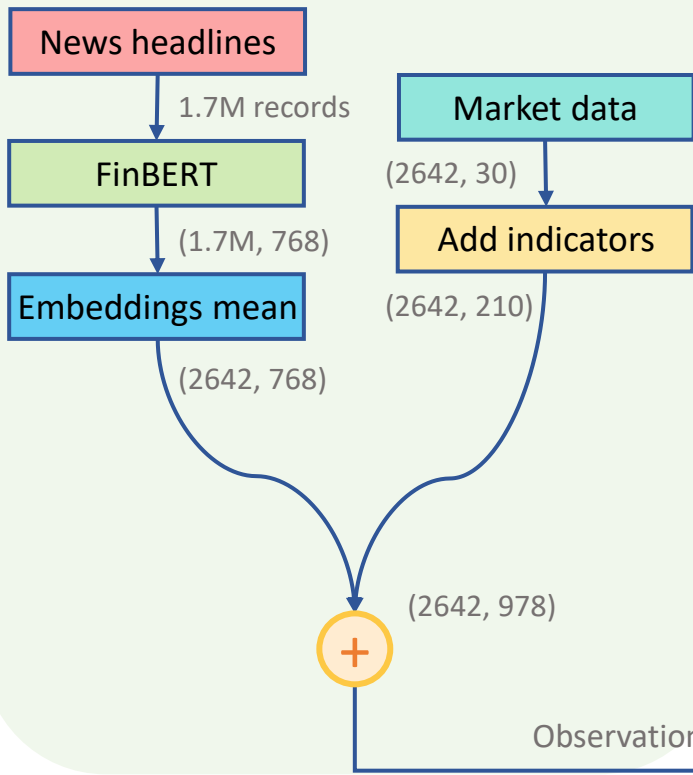 News headlines
1.7M records
FinBERT
(1.7M, 768)
Embeddings mean
(2642, 768)
Market data
(2642, 30)
Add indicators
(2642, 210)
(2642, 978)
+
Observation